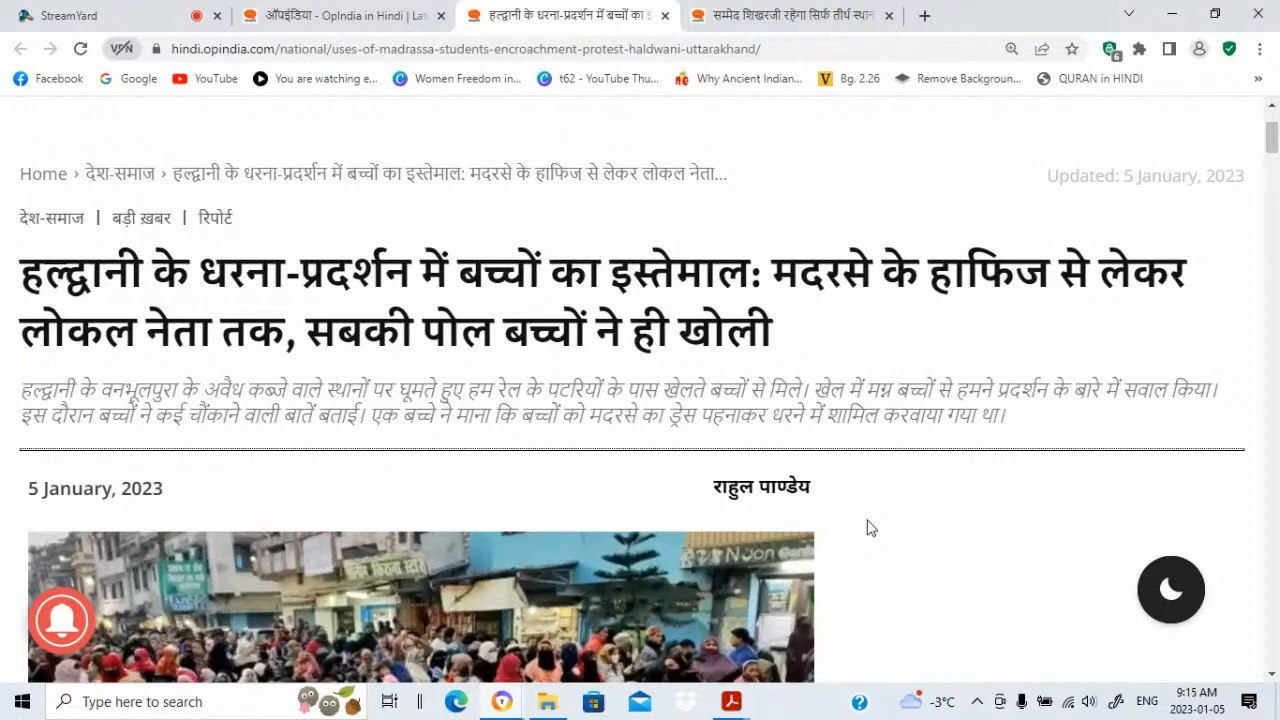 StreamYard
ऑपइंडिया - OpIndia in Hindi | Lat
हल्द्वानी के धरना-प्रदर्शन में बच्चों का इ
सम्मेद शिखरजी रहेगा सिर्फ तीर्थ स्थान
VPN
hindi.opindia.com/national/uses-of-madrassa-students-encroachment-protest-haldwani-uttarakhand/
6
Facebook
Google
YouTube
You are watching e...
Women Freedom in...
t62 - YouTube Thu...
Why Ancient Indian...
Bg. 2.26
Remove Backgroun...
QURAN in HINDI
»
Home › देश-समाज › हल्द्वानी के धरना-प्रदर्शन में बच्चों का इस्तेमाल: मदरसे के हाफिज से लेकर लोकल नेता...
Updated: 5 January, 2023
देश-समाज | बड़ी ख़बर | रिपोर्ट
हल्द्वानी के धरना-प्रदर्शन में बच्चों का इस्तेमाल: मदरसे के हाफिज से लेकर
लोकल नेता तक, सबकी पोल बच्चों ने ही खोली
हल्द्वानी के वनभूलपुरा के अवैध कब्जे वाले स्थानों पर घूमते हुए हम रेल के पटरियों के पास खेलते बच्चों से मिले। खेल में मग्न बच्चों से हमने प्रदर्शन के बारे में सवाल किया।
इस दौरान बच्चों ने कई चौंकाने वाली बातें बताई। एक बच्चे ने माना कि बच्चों को मदरसे का ड्रेस पहनाकर धरने में शामिल करवाया गया था।
5 January, 2023
राहुल पाण्डेय
Noon
Type here to search
-3°C
ENG
9:15 AM
2023-01-05